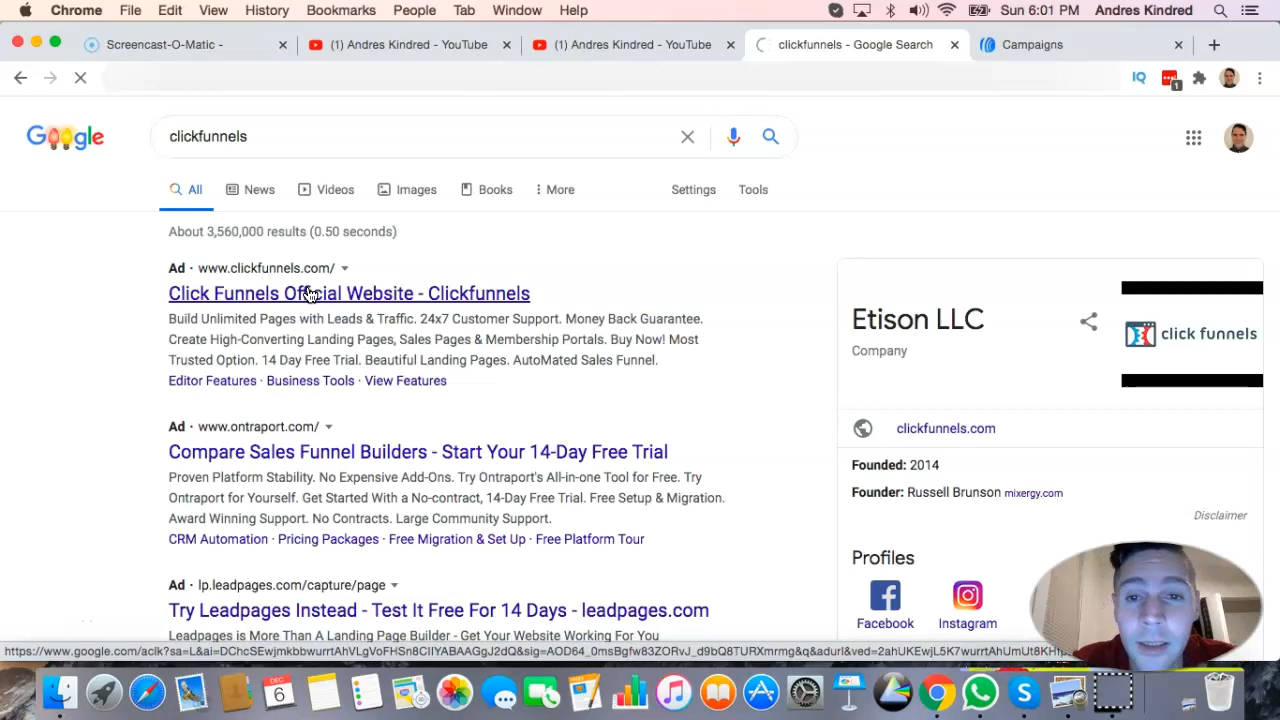 Chrome File Edit View History Bookmarks People Tab Window Help Sun 6:01 PM Andres Kindred
Screencast-O-Matic - (1) Andres Kindred - YouTube (1) Andres Kindred - YouTube clickfunnels - Google Search Campaigns
IQ 1
Google clickfunnels
All News Videos Images Books More Settings Tools
About 3,560,000 results (0.50 seconds)
Ad · www.clickfunnels.com/
Click Funnels Official Website - Clickfunnels
Build Unlimited Pages with Leads & Traffic. 24x7 Customer Support. Money Back Guarantee.
Create High-Converting Landing Pages, Sales Pages & Membership Portals. Buy Now! Most
Trusted Option. 14 Day Free Trial. Beautiful Landing Pages. AutoMated Sales Funnel.
Editor Features · Business Tools · View Features
Ad · www.ontraport.com/
Compare Sales Funnel Builders - Start Your 14-Day Free Trial
Proven Platform Stability. No Expensive Add-Ons. Try Ontraport's All-in-one Tool for Free. Try
Ontraport for Yourself. Get Started With a No-contract, 14-Day Free Trial. Free Setup & Migration.
Award Winning Support. No Contracts. Large Community Support.
CRM Automation · Pricing Packages · Free Migration & Set Up · Free Platform Tour
Ad · lp.leadpages.com/capture/page
Try Leadpages Instead - Test It Free For 14 Days - leadpages.com
Leadpages is More Than A Landing Page Builder - Get Your Website Working For You
Etison LLC
Company
click funnels
clickfunnels.com
Founded: 2014
Founder: Russell Brunson mixergy.com
Disclaimer
Profiles
Facebook Instagram
DEC
6